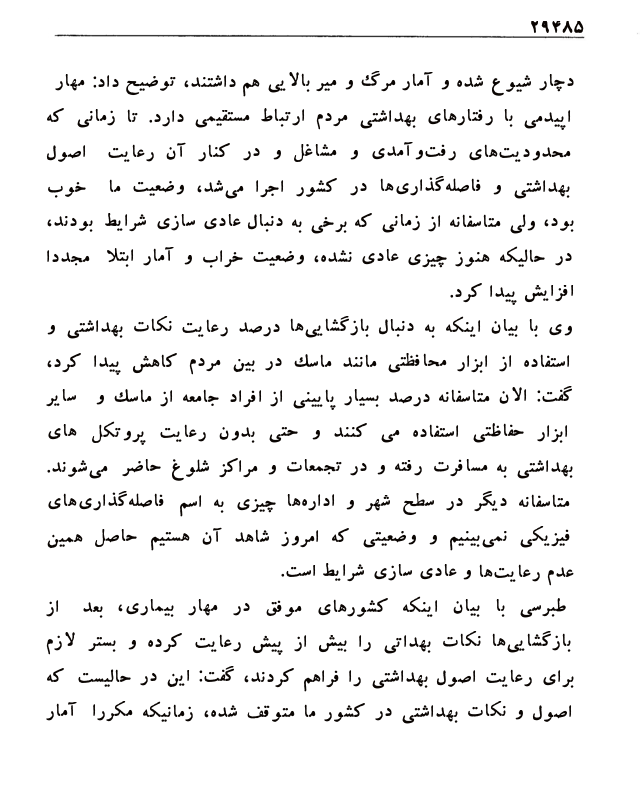 ۲۹۴۸۵
دچار شیوع شده و آمار مرگ و میر بالایی هم داشتند، توضیح داد: مهار
اپیدمی با رفتارهای بهداشتی مردم ارتباط مستقیمی دارد. تا زمانی که
محدودیت‌های رفت‌وآمدی و مشاغل و در کنار آن رعایت اصول
بهداشتی و فاصله‌گذاری‌ها در کشور اجرا می‌شد، وضعیت ما خوب
بود، ولی متاسفانه از زمانی که برخی به دنبال عادی سازی شرایط بودند،
در حالیکه هنوز چیزی عادی نشده، وضعیت خراب و آمار ابتلا مجددا
افزایش پیدا کرد.
وی با بیان اینکه به دنبال بازگشایی‌ها درصد رعایت نکات بهداشتی و
استفاده از ابزار محافظتی مانند ماسك در بین مردم کاهش پیدا کرد،
گفت: الان متاسفانه درصد بسیار پایینی از افراد جامعه از ماسك و سایر
ابزار حفاظتی استفاده می کنند و حتی بدون رعایت پروتکل های
بهداشتی به مسافرت رفته و در تجمعات و مراکز شلوغ حاضر می‌شوند.
متاسفانه دیگر در سطح شهر و اداره‌ها چیزی به اسم فاصله‌گذاری‌های
فیزیکی نمی‌بینیم و وضعیتی که امروز شاهد آن هستیم حاصل همین
عدم رعایت‌ها و عادی سازی شرایط است.
طبرسی با بیان اینکه کشورهای موفق در مهار بیماری، بعد از
بازگشایی‌ها نکات بهداتی را بیش از پیش رعایت کرده و بستر لازم
برای رعایت اصول بهداشتی را فراهم کردند، گفت: این در حالیست که
اصول و نکات بهداشتی در کشور ما متوقف شده، زمانیکه مکررا آمار